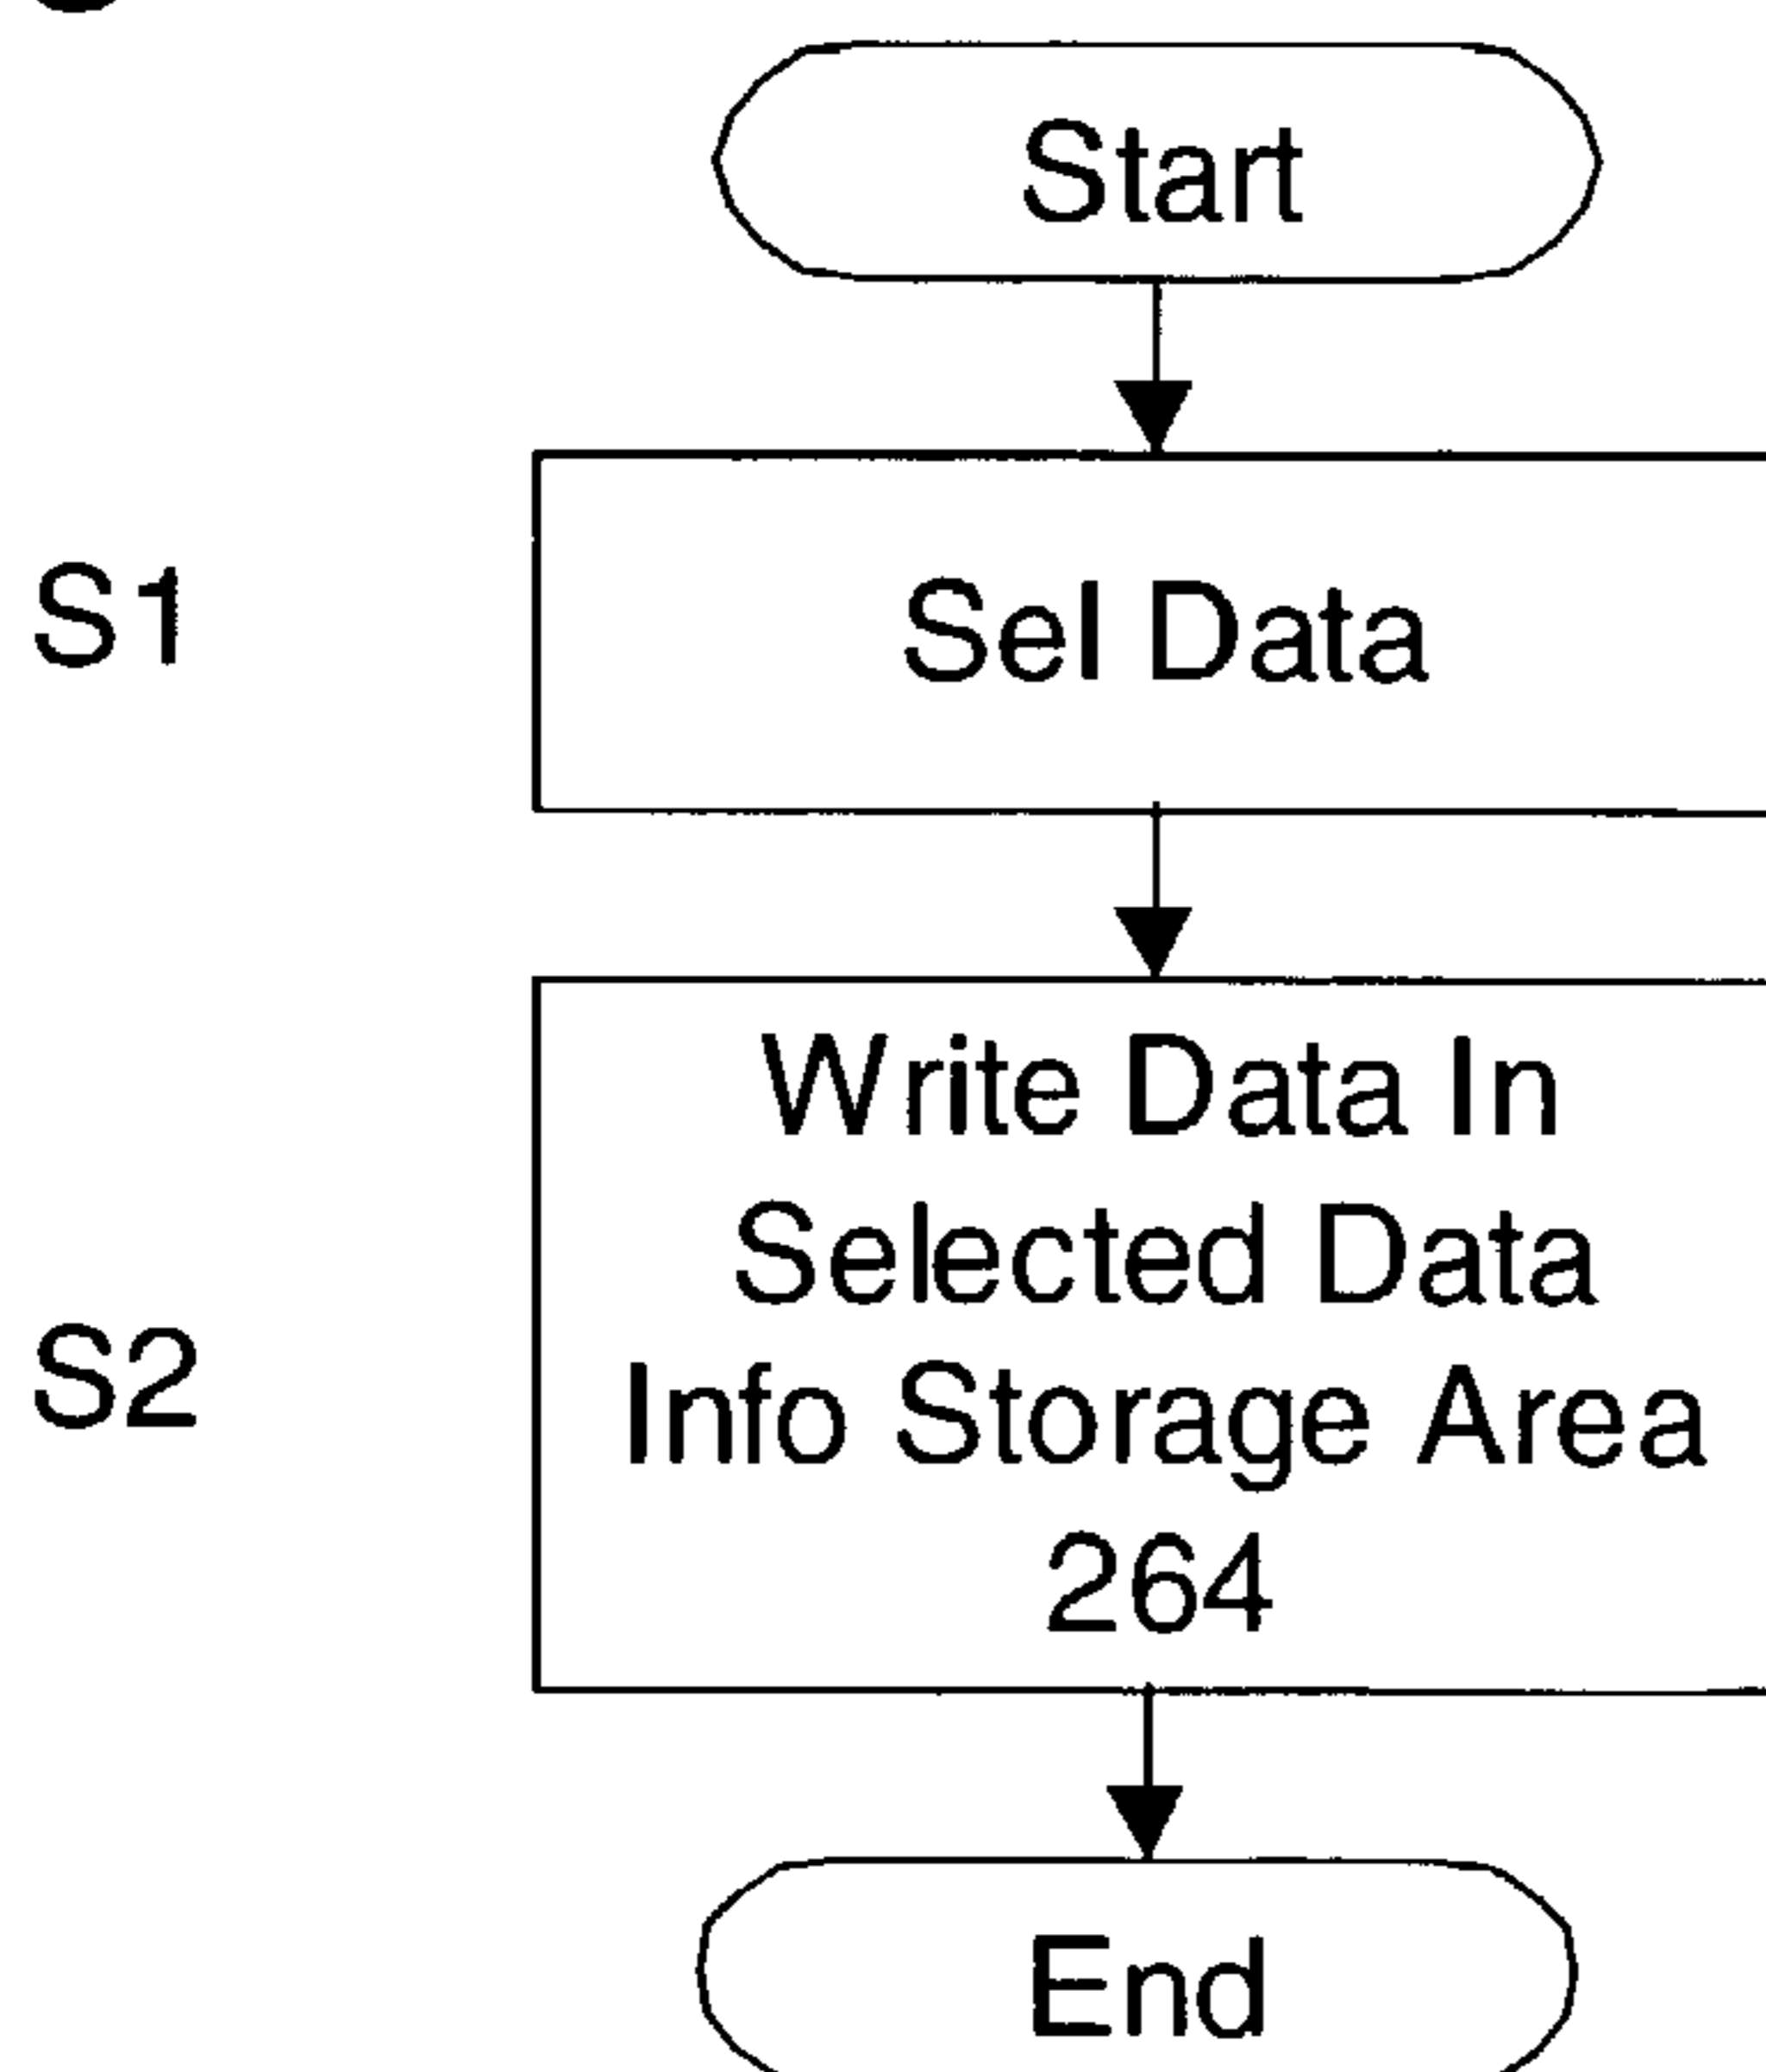 Start
S1
Sel Data
Write Data In
Selected Data
S2
Info Storage Area
264
End